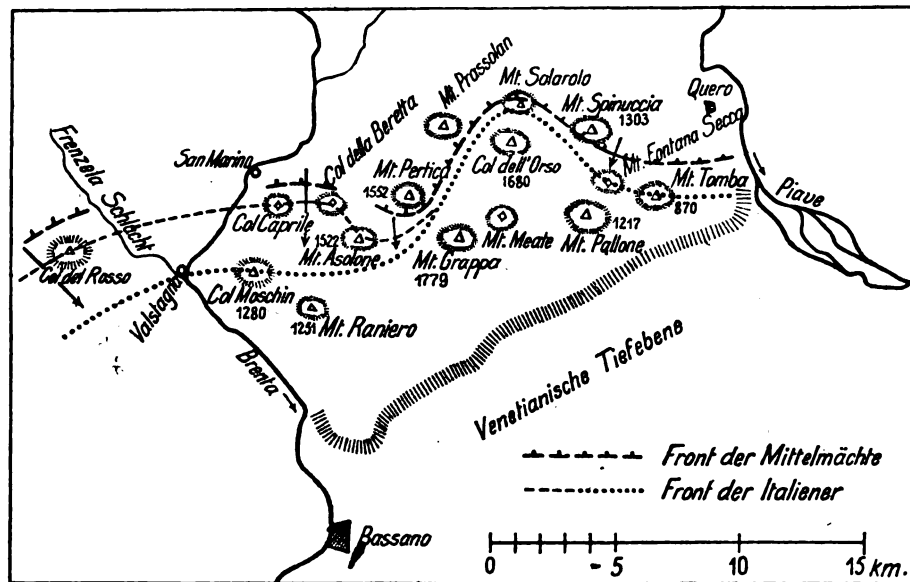 Mt. Prassolan
Mt. Solarolo
Mt. Spinuccia
1303
Quero
Mt. Fontana Secca
Col della Beretta
San Marino
Frenzela Schlucht
Mt. Pertica
1552
Col dell'Orso
1680
Mt. Tomba
870
Piave
Col Caprile
1522
Mt. Asolone
Mt. Grappa
1779
Mt. Meate
1217
Mt. Pallone
Col del Rosso
Valstagna
Col Moschin
1280
1251
Mt. Raniero
Brenta
Venetianische Tiefebene
Front der Mittelmächte
Front der Italiener
Bassano
0 5 10 15 km.